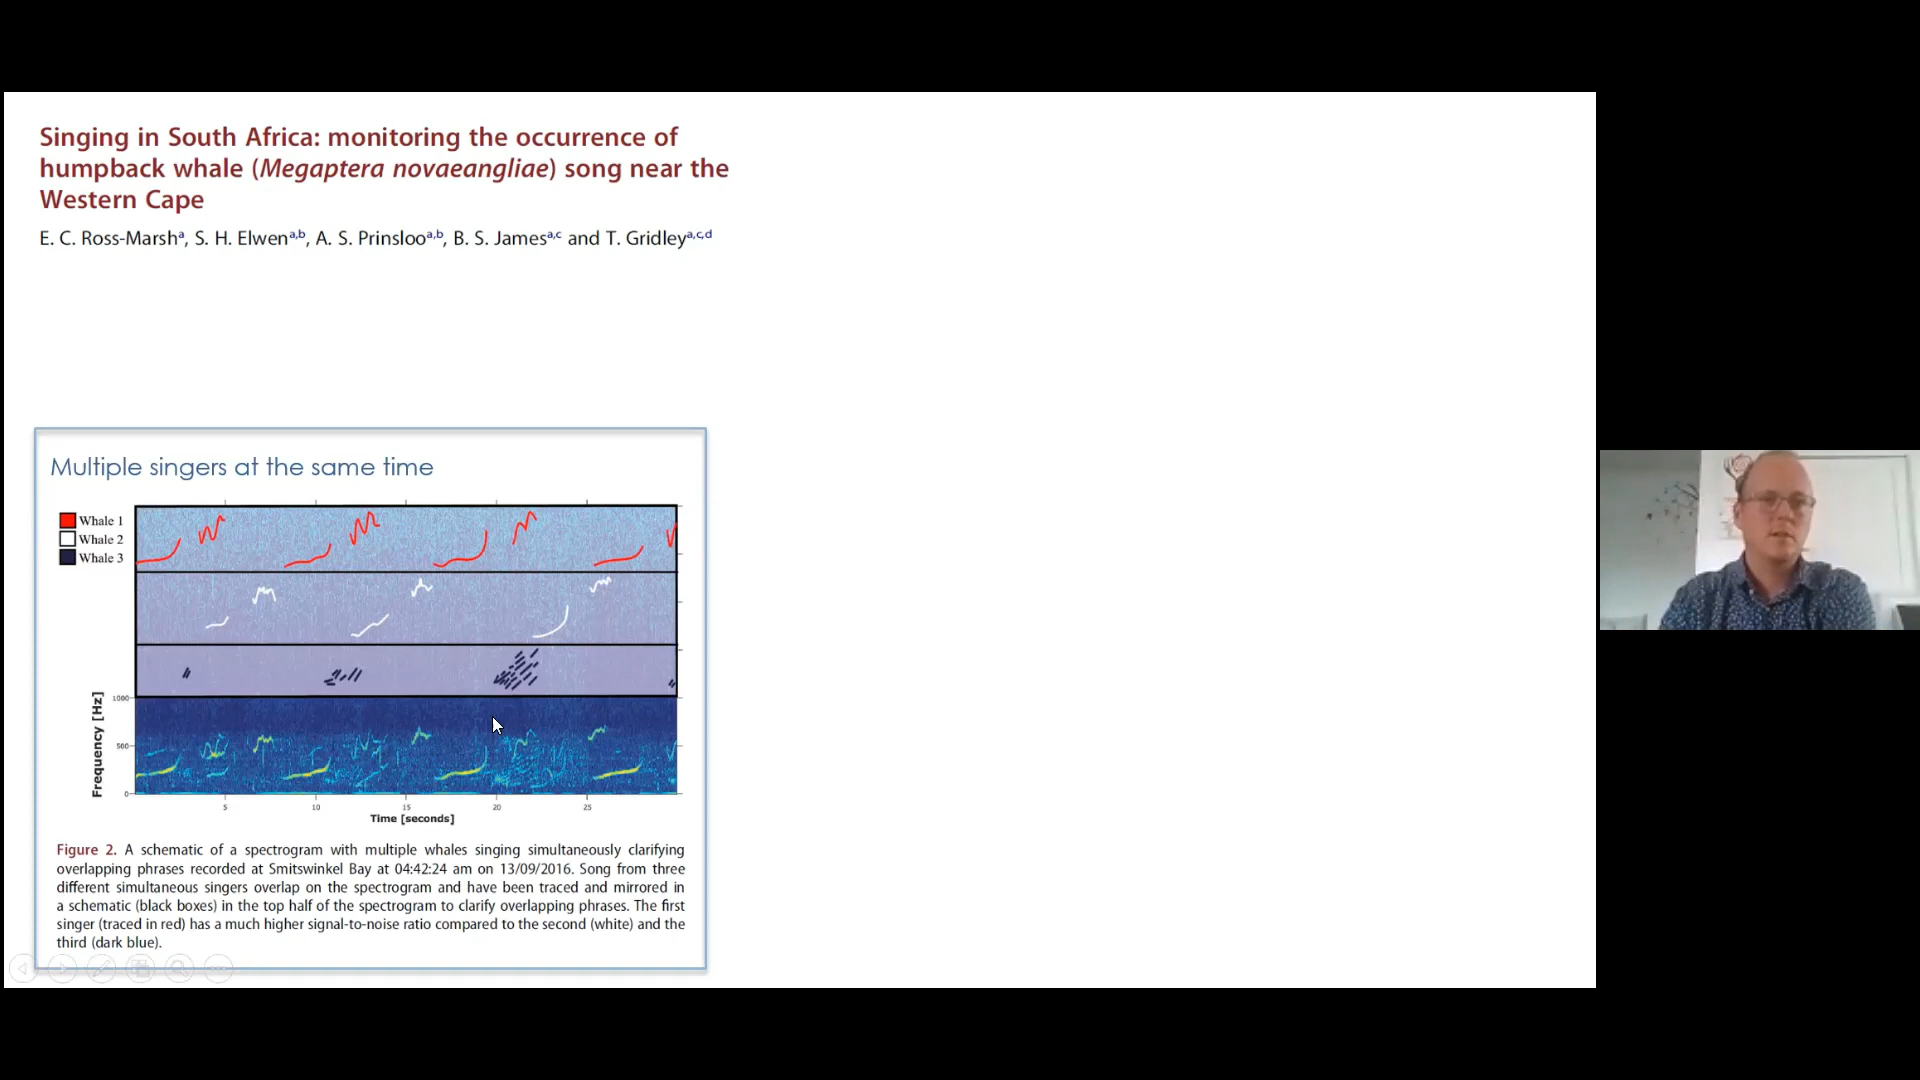 Singing in South Africa: monitoring the occurrence of
humpback whale (Megaptera novaeangliae) song near the
Western Cape
E. C. Ross-Marshᵃ, S. H. Elwenᵃ,ᵇ, A. S. Prinslooᵃ,ᵇ, B. S. Jamesᵃ,ᶜ and T. Gridleyᵃ,ᶜ,ᵈ
Multiple singers at the same time
Whale 1
Whale 2
Whale 3
Frequency [Hz]
1000
500
0
5 10 15 20 25
Time [seconds]
Figure 2. A schematic of a spectrogram with multiple whales singing simultaneously clarifying
overlapping phrases recorded at Smitswinkel Bay at 04:42:24 am on 13/09/2016. Song from three
different simultaneous singers overlap on the spectrogram and have been traced and mirrored in
a schematic (black boxes) in the top half of the spectrogram to clarify overlapping phrases. The first
singer (traced in red) has a much higher signal-to-noise ratio compared to the second (white) and the
third (dark blue).